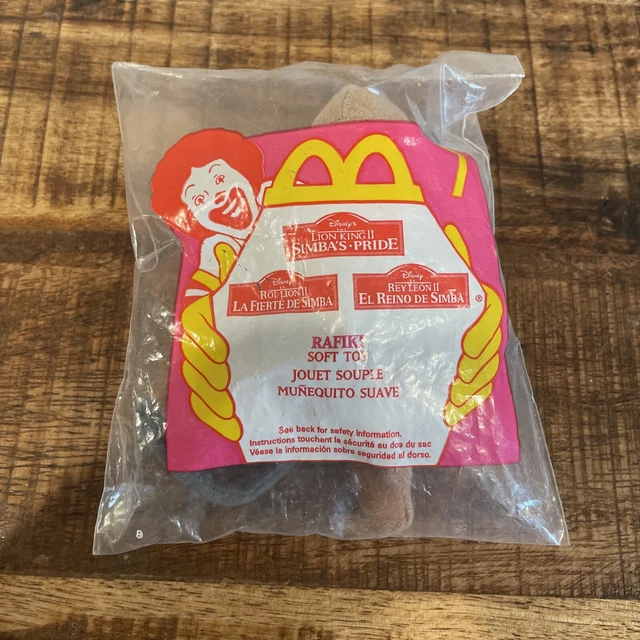 Disney's
THE
LION KING II
SIMBA'S•PRIDE
Disney
ROI LION II
LA FIERTÉ DE SIMBA
Disney
REY LEÓN II
EL REINO DE SIMBA
®
RAFIKI
SOFT TOY
JOUET SOUPLE
MUÑEQUITO SUAVE
See back for safety information.
Instructions touchant la sécurité au dos du sac
Véase la información sobre seguridad al dorso.
8